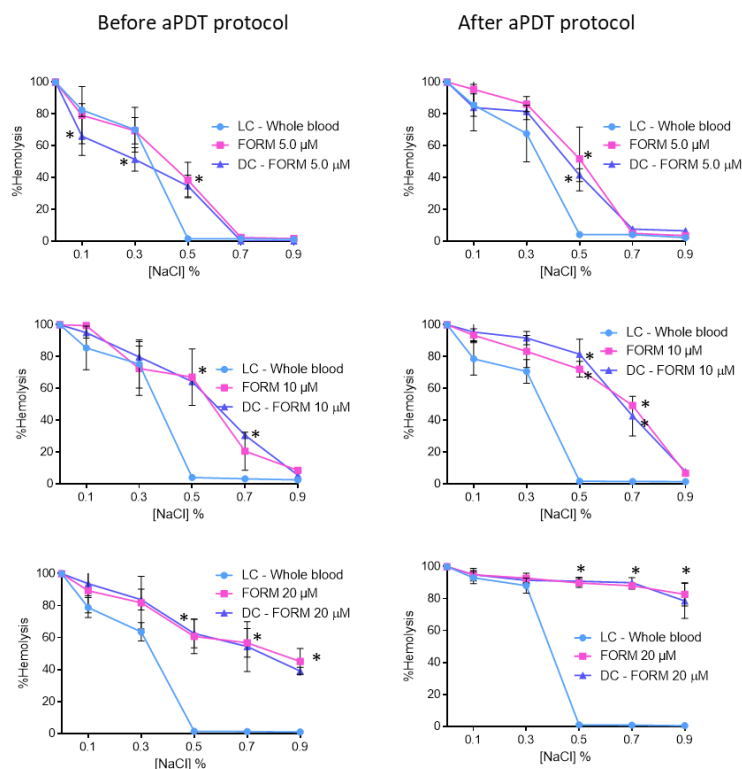 Before aPDT protocol
After aPDT protocol
100
80
60
40
20
0
%Hemolysis
*
*
*
LC - Whole blood
FORM 5.0 µM
DC - FORM 5.0 µM
0.1 0.3 0.5 0.7 0.9
[NaCl] %
100
80
60
40
20
0
%Hemolysis
*
*
LC - Whole blood
FORM 5.0 µM
DC - FORM 5.0 µM
0.1 0.3 0.5 0.7 0.9
[NaCl] %
100
80
60
40
20
0
%Hemolysis
*
*
LC - Whole blood
FORM 10 µM
DC - FORM 10 µM
0.1 0.3 0.5 0.7 0.9
[NaCl] %
100
80
60
40
20
0
%Hemolysis
*
*
*
*
LC - Whole blood
FORM 10 µM
DC - FORM 10 µM
0.1 0.3 0.5 0.7 0.9
[NaCl] %
100
80
60
40
20
0
%Hemolysis
*
*
*
LC - Whole blood
FORM 20 µM
DC - FORM 20 µM
0.1 0.3 0.5 0.7 0.9
[NaCl] %
100
80
60
40
20
0
%Hemolysis
* * *
LC - Whole blood
FORM 20 µM
DC - FORM 20 µM
0.1 0.3 0.5 0.7 0.9
[NaCl] %